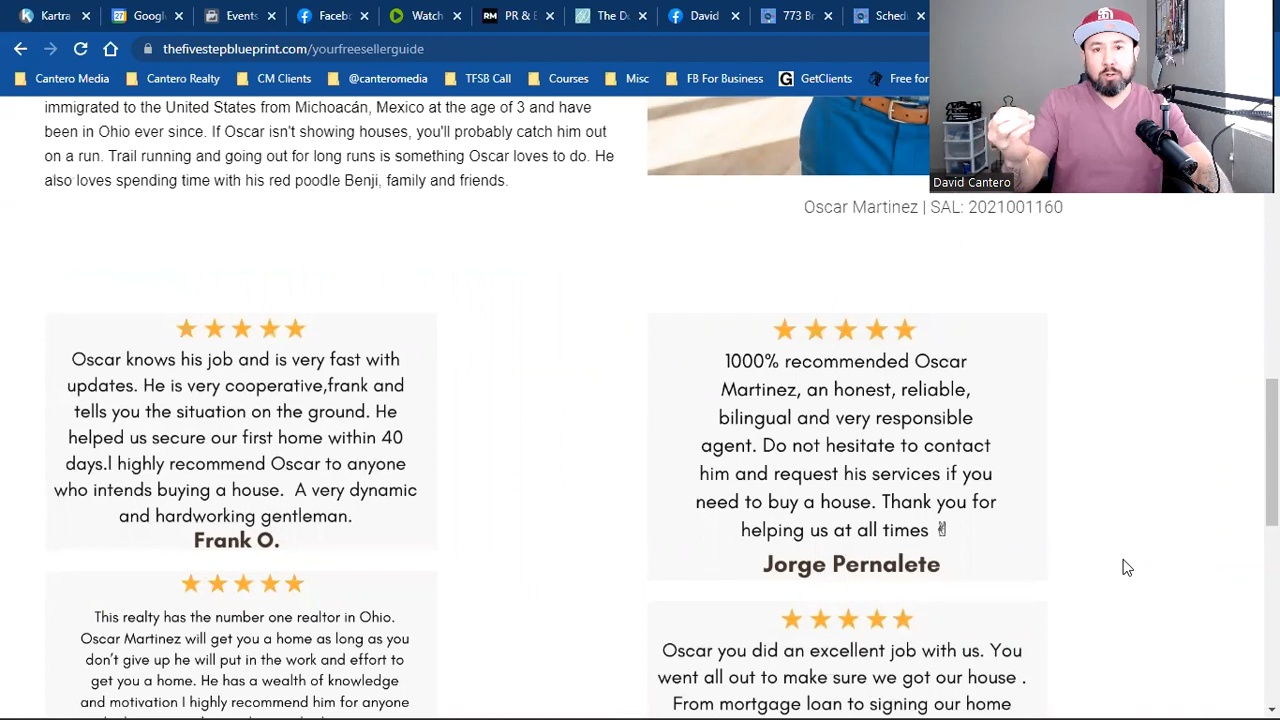 Kartra
Google
Events
Faceb
Watch
PR & E
The Do
David
773 Br
Sched
thefivestepblueprint.com/yourfreesellerguide
Cantero Media
Cantero Realty
CM Clients
@canteromedia
TFSB Call
Courses
Misc
FB For Business
GetClients
Free for
immigrated to the United States from Michoacán, Mexico at the age of 3 and have
been in Ohio ever since. If Oscar isn't showing houses, you'll probably catch him out
on a run. Trail running and going out for long runs is something Oscar loves to do. He
also loves spending time with his red poodle Benji, family and friends.
David Cantero
Oscar Martinez | SAL: 2021001160
Oscar knows his job and is very fast with
updates. He is very cooperative,frank and
tells you the situation on the ground. He
helped us secure our first home within 40
days.I highly recommend Oscar to anyone
who intends buying a house. A very dynamic
and hardworking gentleman.
Frank O.
1000% recommended Oscar
Martinez, an honest, reliable,
bilingual and very responsible
agent. Do not hesitate to contact
him and request his services if you
need to buy a house. Thank you for
helping us at all times ✌
Jorge Pernalete
This realty has the number one realtor in Ohio.
Oscar Martinez will get you a home as long as you
don't give up he will put in the work and effort to
get you a home. He has a wealth of knowledge
and motivation I highly recommend him for anyone
Oscar you did an excellent job with us. You
went all out to make sure we got our house .
From mortgage loan to signing our home